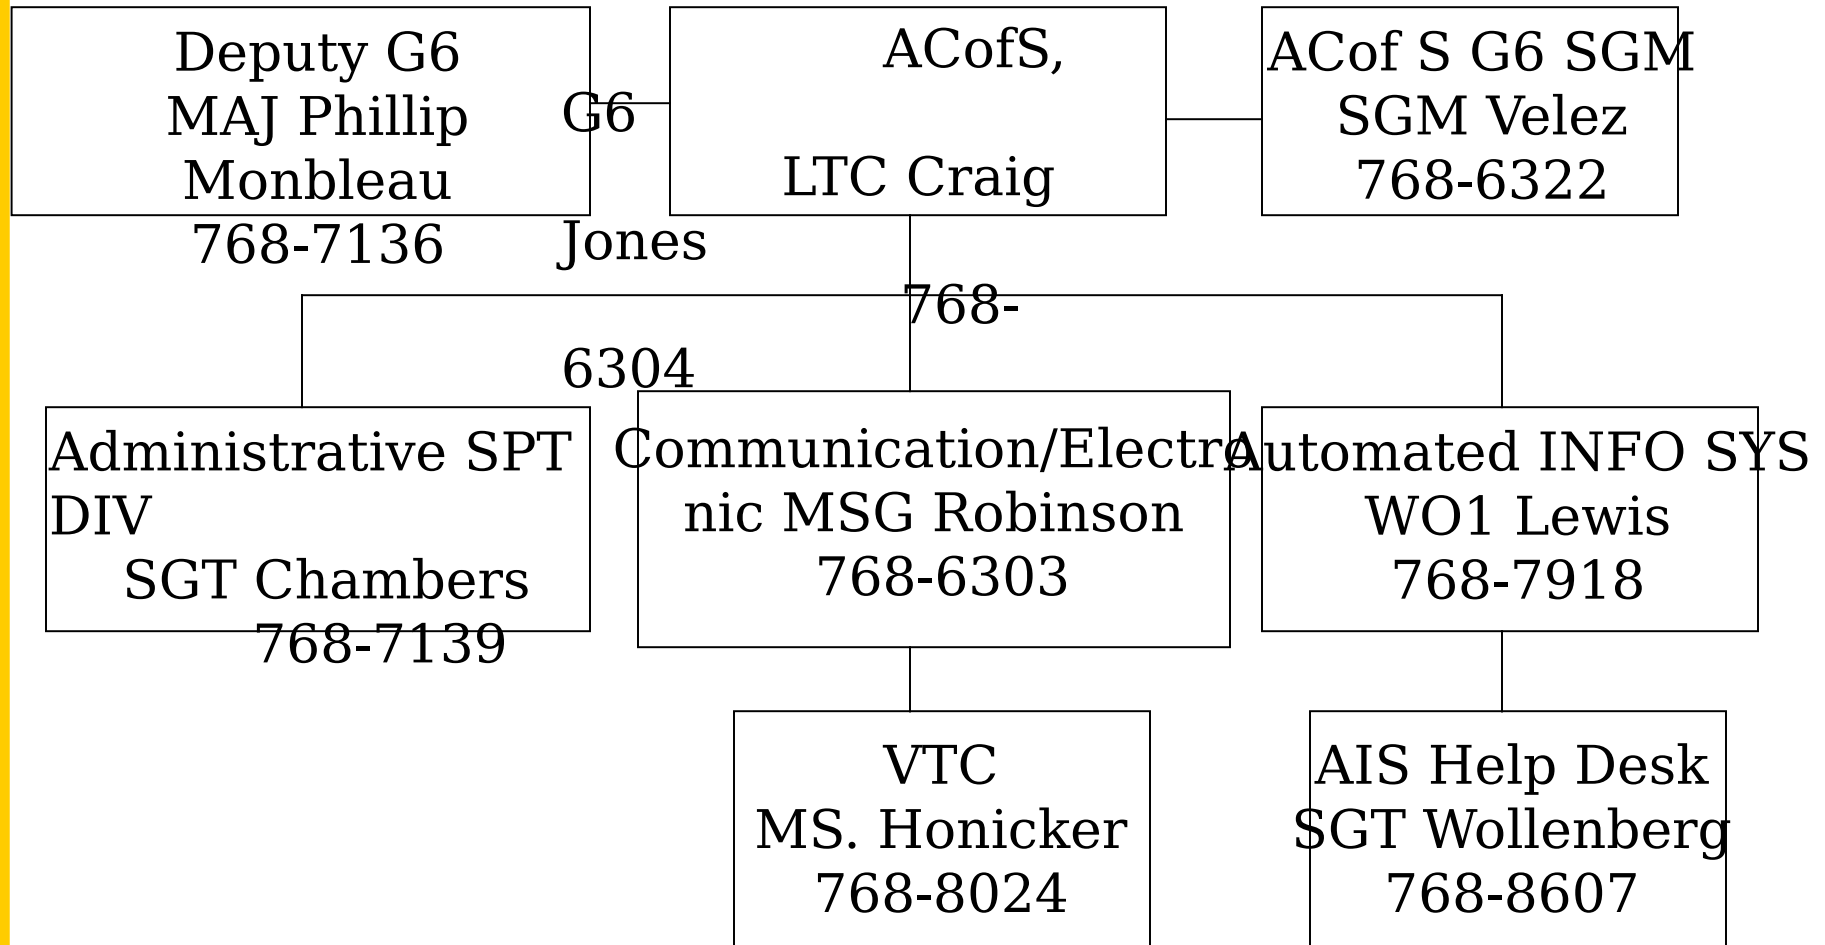 Deputy G6
MAJ Phillip
Monbleau
768-7136
ACofS,
G6
LTC Craig
Jones
768-
6304
ACof S G6 SGM
SGM Velez
768-6322
Administrative SPT
DIV
SGT Chambers
768-7139
Communication/Electro
nic MSG Robinson
768-6303
Automated INFO SYS
WO1 Lewis
768-7918
VTC
MS. Honicker
768-8024
AIS Help Desk
SGT Wollenberg
768-8607